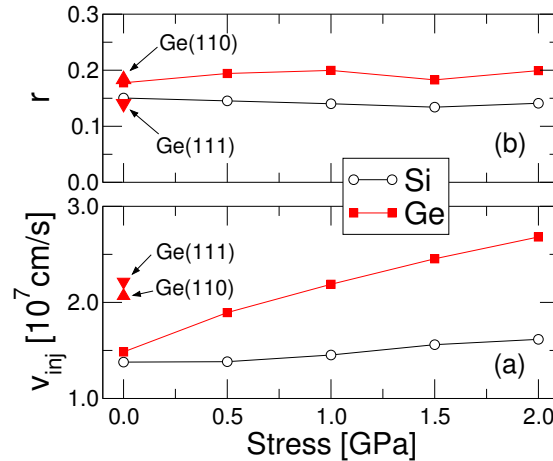 0.3
0.2
0.1
0.0
r
Ge(110)
Ge(111)
(b)
Si
Ge
3.0
2.0
1.0
v_inj [10^7 cm/s]
Ge(111)
Ge(110)
(a)
0.0 0.5 1.0 1.5 2.0
Stress [GPa]